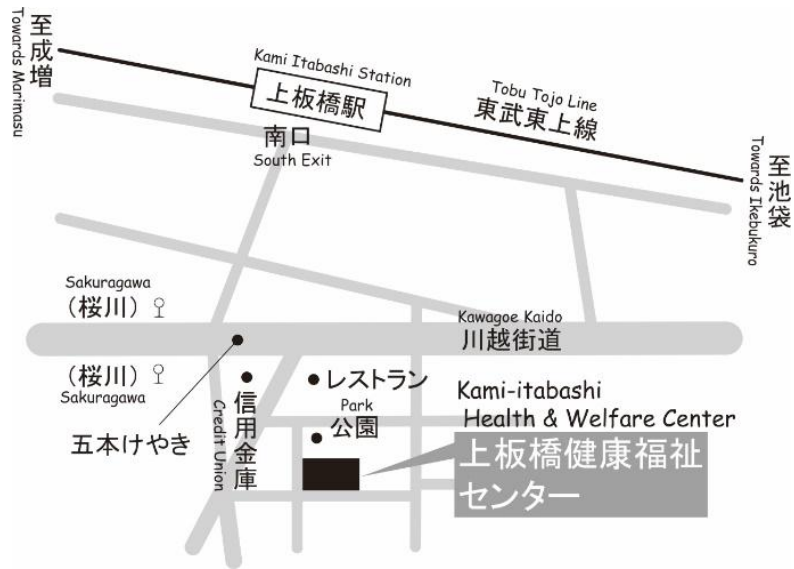 至成増
Towards Marimasu
Kami Itabashi Station
上板橋駅
南口
South Exit
Tobu Tojo Line
東武東上線
至池袋
Towards Ikebukuro
Sakuragawa
（桜川）
Kawagoe Kaido
川越街道
（桜川）
Sakuragawa
五本けやき
信用金庫
Credit Union
レストラン
Park
公園
Kami-itabashi
Health & Welfare Center
上板橋健康福祉
センター